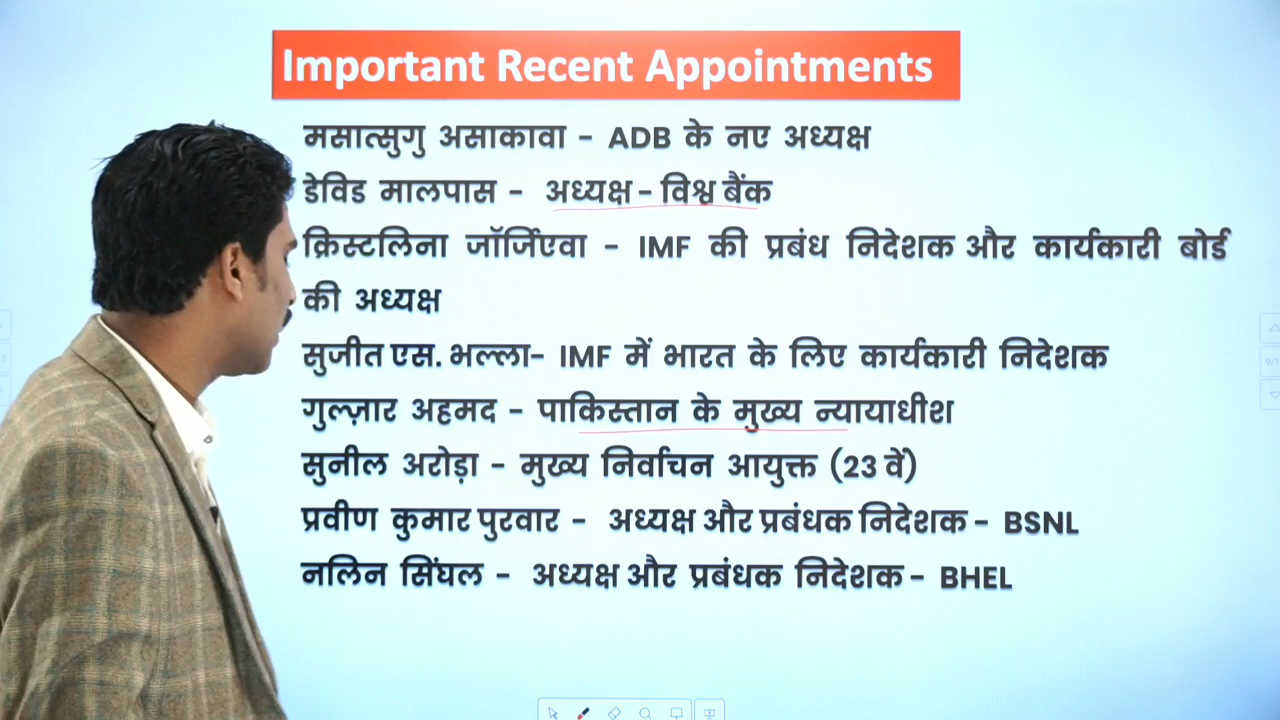 Important Recent Appointments
मसात्सुगु असाकावा - ADB के नए अध्यक्ष
डेविड मालपास - अध्यक्ष - विश्व बैंक
क्रिस्टलिना जॉर्जिएवा - IMF की प्रबंध निदेशक और कार्यकारी बोर्ड
की अध्यक्ष
सुजीत एस. भल्ला- IMF में भारत के लिए कार्यकारी निदेशक
गुल्ज़ार अहमद - पाकिस्तान के मुख्य न्यायाधीश
सुनील अरोड़ा - मुख्य निर्वाचन आयुक्त (23 वें)
प्रवीण कुमार पुरवार - अध्यक्ष और प्रबंधक निदेशक - BSNL
नलिन सिंघल - अध्यक्ष और प्रबंधक निदेशक - BHEL